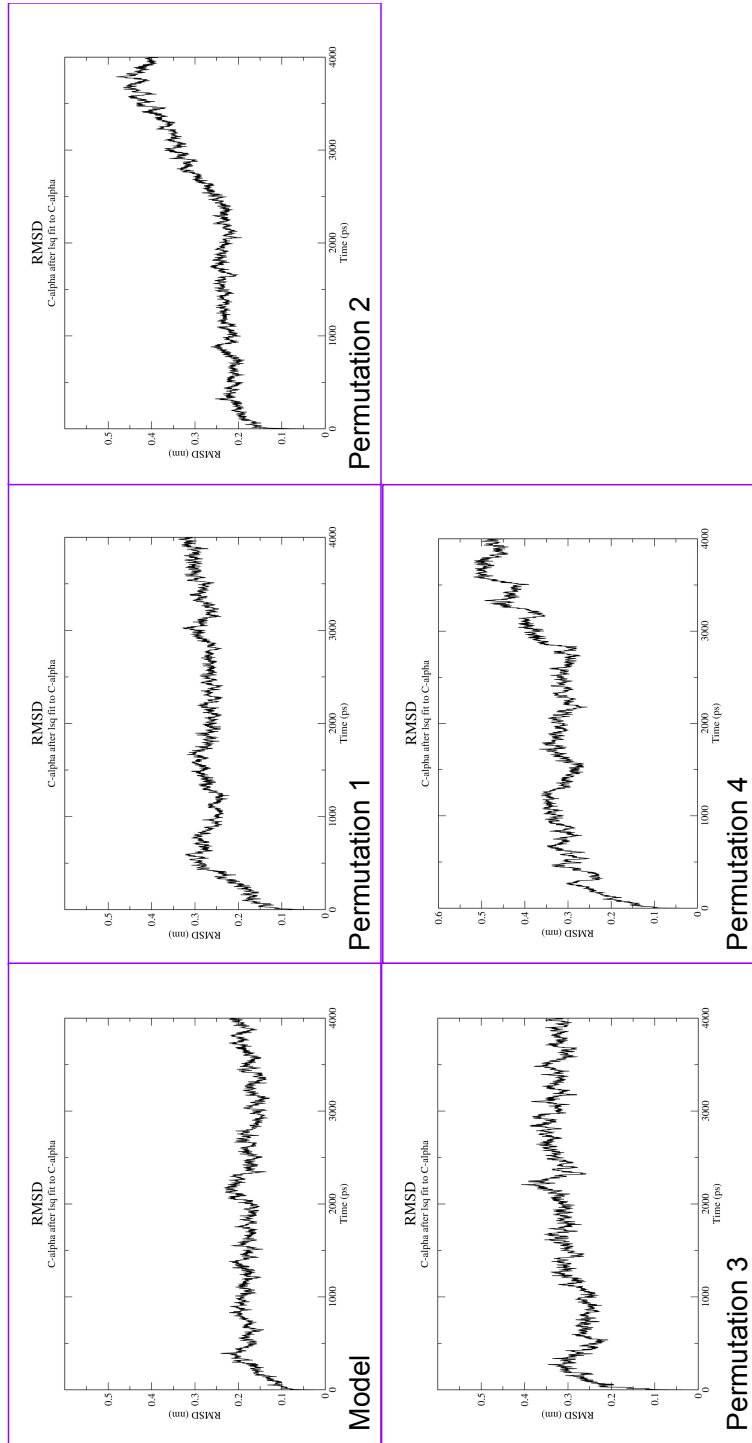 RMSD
C-alpha after lsq fit to C-alpha
0.5
0.4
0.3
0.2
0.1
0
RMSD (nm)
0 1000 2000 3000 4000
Time (ps)
Model
RMSD
C-alpha after lsq fit to C-alpha
0.5
0.4
0.3
0.2
0.1
0
RMSD (nm)
0 1000 2000 3000 4000
Time (ps)
Permutation 1
RMSD
C-alpha after lsq fit to C-alpha
0.5
0.4
0.3
0.2
0.1
0
RMSD (nm)
0 1000 2000 3000 4000
Time (ps)
Permutation 2
RMSD
C-alpha after lsq fit to C-alpha
0.5
0.4
0.3
0.2
0.1
0
RMSD (nm)
0 1000 2000 3000 4000
Time (ps)
Permutation 3
RMSD
C-alpha after lsq fit to C-alpha
0.6
0.5
0.4
0.3
0.2
0.1
0
RMSD (nm)
0 1000 2000 3000 4000
Time (ps)
Permutation 4